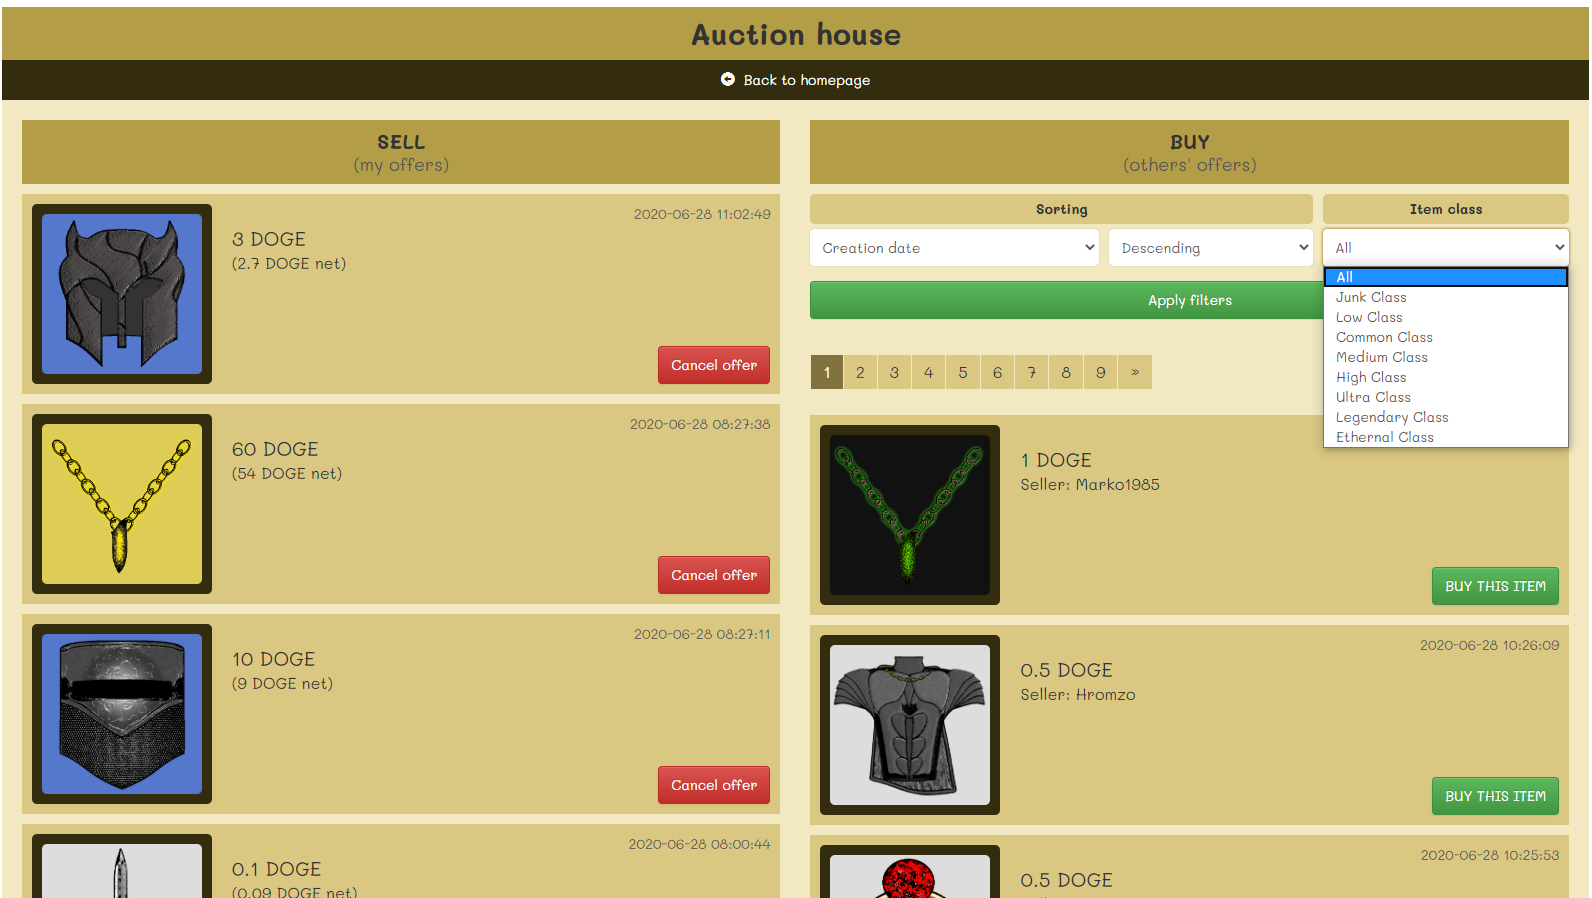 Auction house
Back to homepage
SELL
(my offers)
2020-06-28 11:02:49
3 DOGE
(2.7 DOGE net)
Cancel offer
2020-06-28 08:27:38
60 DOGE
(54 DOGE net)
Cancel offer
2020-06-28 08:27:11
10 DOGE
(9 DOGE net)
Cancel offer
2020-06-28 08:00:44
0.1 DOGE
(0.09 DOGE net)
BUY
(others' offers)
Sorting
Item class
Creation date
Descending
All
All
Junk Class
Low Class
Common Class
Medium Class
High Class
Ultra Class
Legendary Class
Ethernal Class
Apply filters
1 2 3 4 5 6 7 8 9 »
1 DOGE
Seller: Marko1985
BUY THIS ITEM
2020-06-28 10:26:09
0.5 DOGE
Seller: Hromzo
BUY THIS ITEM
2020-06-28 10:25:53
0.5 DOGE